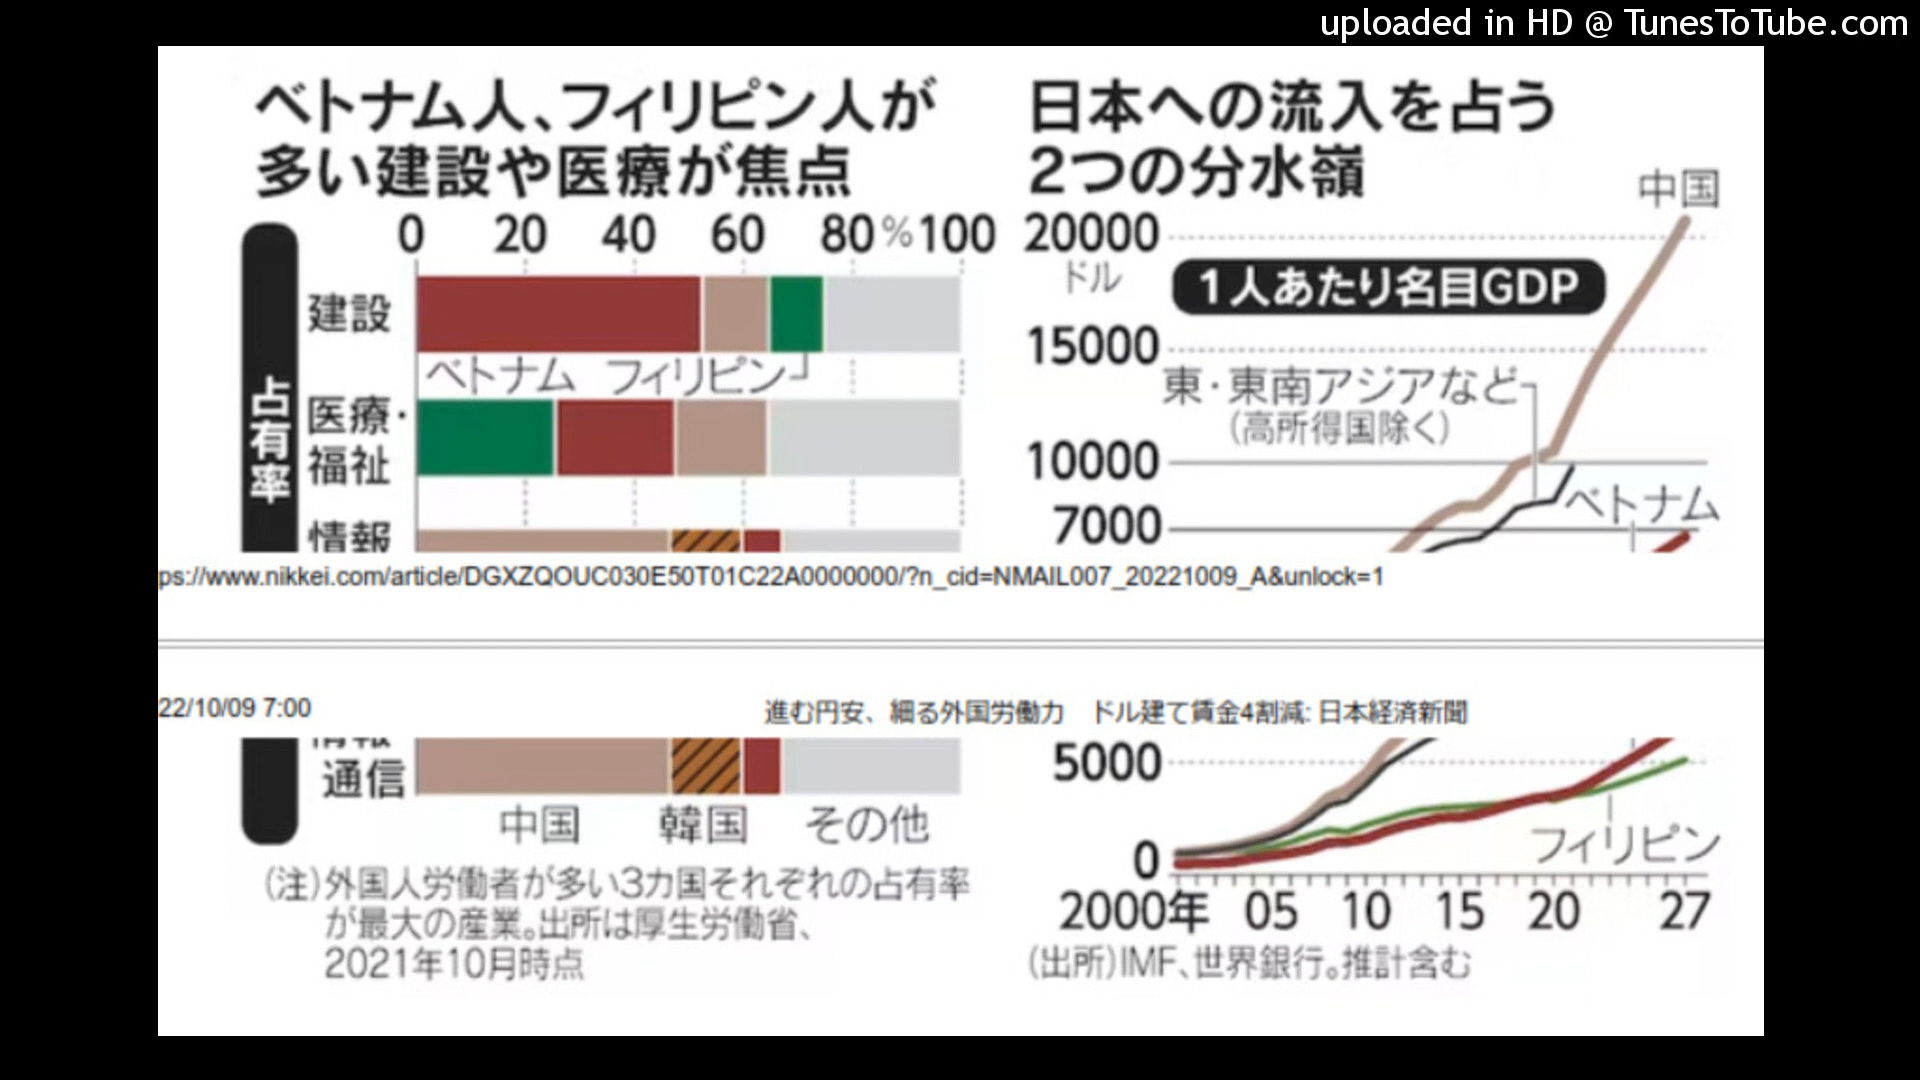 uploaded in HD @ TunesToTube.com
ベトナム人、フィリピン人が
多い建設や医療が焦点
0 20 40 60 80 % 100
占有率
建設
ベトナム フィリピン
医療・
福祉
情報
日本への流入を占う
2つの分水嶺
中国
20000
ドル
1人あたり名目GDP
15000
東・東南アジアなど
(高所得国除く)
10000
ベトナム
7000
ps://www.nikkei.com/article/DGXZQOUC030E50T01C22A0000000/?n_cid=NMAIL007_20221009_A&unlock=1
22/10/09 7:00
進む円安、細る外国労働力 ドル建て賃金4割減: 日本経済新聞
情報
通信
中国 韓国 その他
(注)外国人労働者が多い3カ国それぞれの占有率
が最大の産業。出所は厚生労働省、
2021年10月時点
5000
フィリピン
0
2000年 05 10 15 20 27
(出所)IMF、世界銀行。推計含む